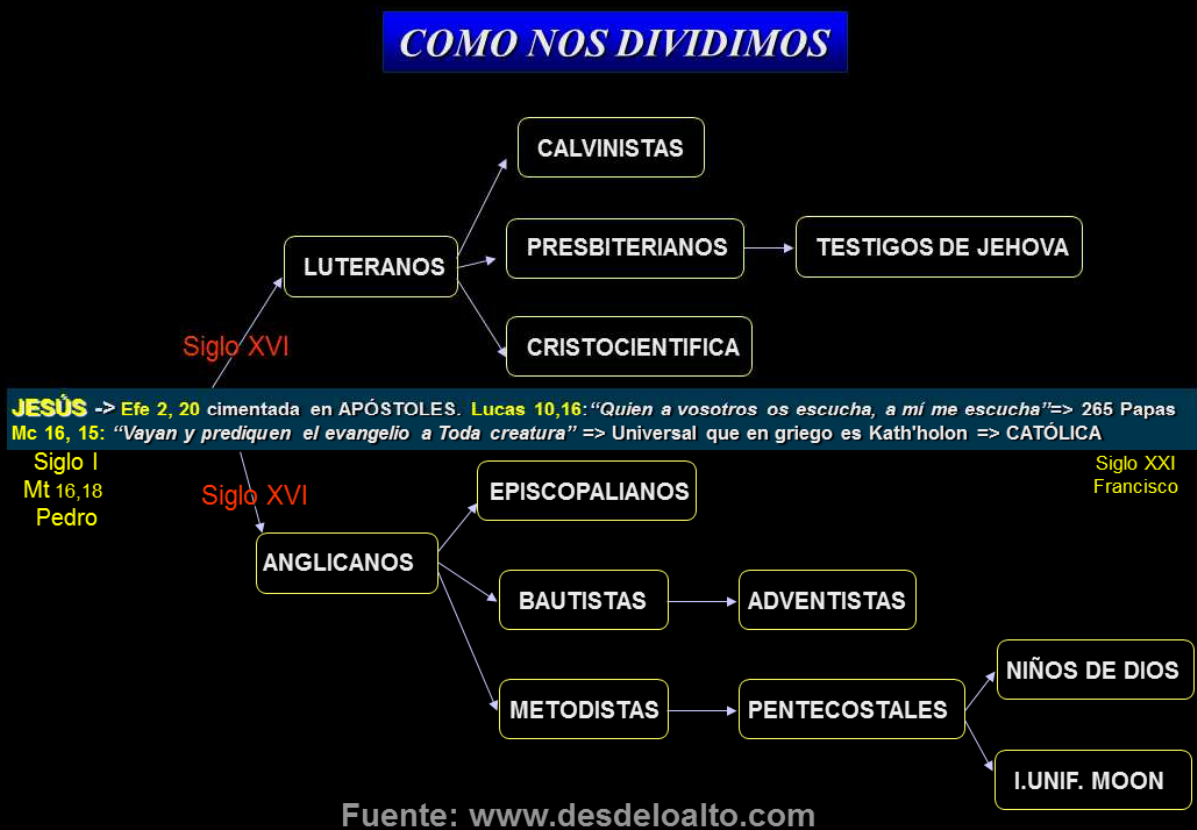 COMO NOS DIVIDIMOS
CALVINISTAS
PRESBITERIANOS
TESTIGOS DE JEHOVA
LUTERANOS
CRISTOCIENTIFICA
Siglo XVI
JESÚS -> Efe 2, 20 cimentada en APÓSTOLES. Lucas 10,16:“Quien a vosotros os escucha, a mí me escucha”=> 265 Papas
Mc 16, 15: “Vayan y prediquen el evangelio a Toda creatura” => Universal que en griego es Kath'holon => CATÓLICA
Siglo I
Mt 16,18
Pedro
Siglo XXI
Francisco
Siglo XVI
EPISCOPALIANOS
ANGLICANOS
BAUTISTAS
ADVENTISTAS
METODISTAS
PENTECOSTALES
NIÑOS DE DIOS
I.UNIF. MOON
Fuente: www.desdeloalto.com